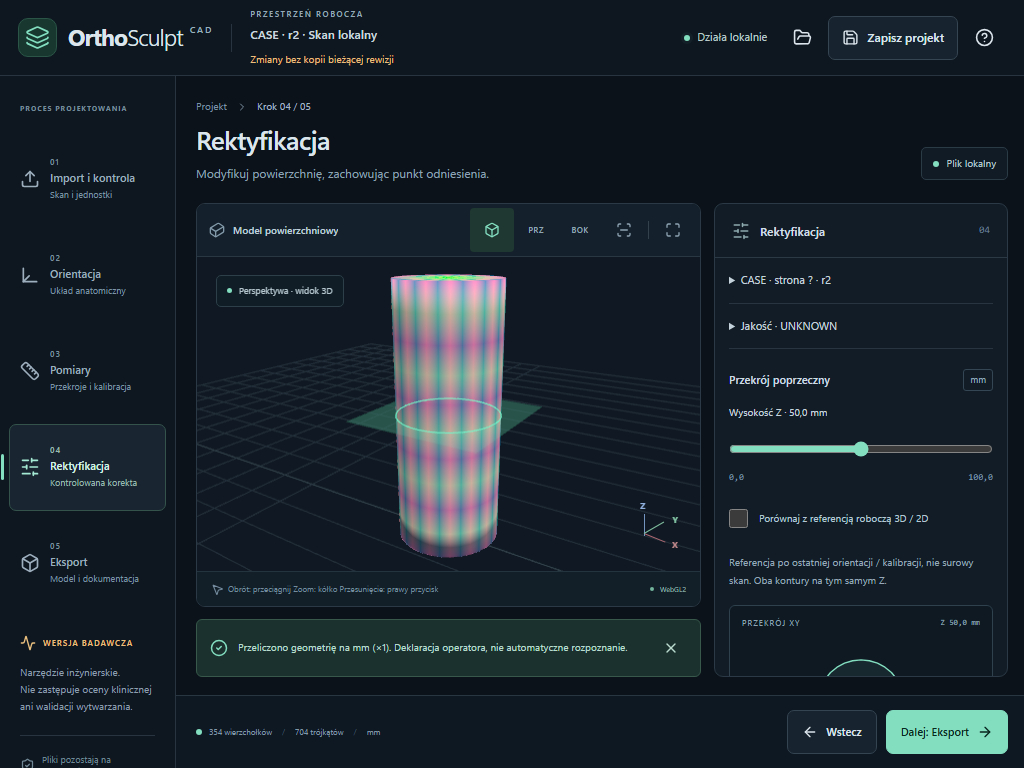 OrthoSculpt CAD
PRZESTRZEŃ ROBOCZA
CASE · r2 · Skan lokalny
Zmiany bez kopii bieżącej rewizji
Działa lokalnie
Zapisz projekt
PROCES PROJEKTOWANIA
01
Import i kontrola
Skan i jednostki
02
Orientacja
Układ anatomiczny
03
Pomiary
Przekroje i kalibracja
04
Rektyfikacja
Kontrolowana korekta
05
Eksport
Model i dokumentacja
WERSJA BADAWCZA
Narzędzie inżynierskie.
Nie zastępuje oceny klinicznej
ani walidacji wytwarzania.
Pliki pozostają na
Projekt
Krok 04 / 05
Rektyfikacja
Modyfikuj powierzchnię, zachowując punkt odniesienia.
Plik lokalny
Model powierzchniowy
PRZ
BOK
Perspektywa · widok 3D
Z
Y
X
Obrót: przeciągnij Zoom: kółko Przesunięcie: prawy przycisk
WebGL2
Przeliczono geometrię na mm (×1). Deklaracja operatora, nie automatyczne rozpoznanie.
Rektyfikacja
04
CASE · strona ? · r2
Jakość · UNKNOWN
Przekrój poprzeczny
mm
Wysokość Z · 50,0 mm
0,0
100,0
Porównaj z referencją roboczą 3D / 2D
Referencja po ostatniej orientacji / kalibracji, nie surowy
skan. Oba kontury na tym samym Z.
PRZEKRÓJ XY
Z 50,0 mm
354 wierzchołków / 704 trójkątów / mm
Wstecz
Dalej: Eksport